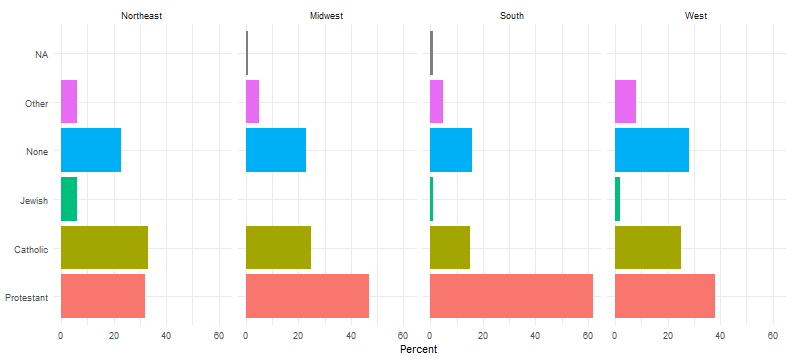 Northeast Midwest South West
NA
Other
None
Jewish
Catholic
Protestant
0 20 40 60 0 20 40 60 0 20 40 60 0 20 40 60
Percent